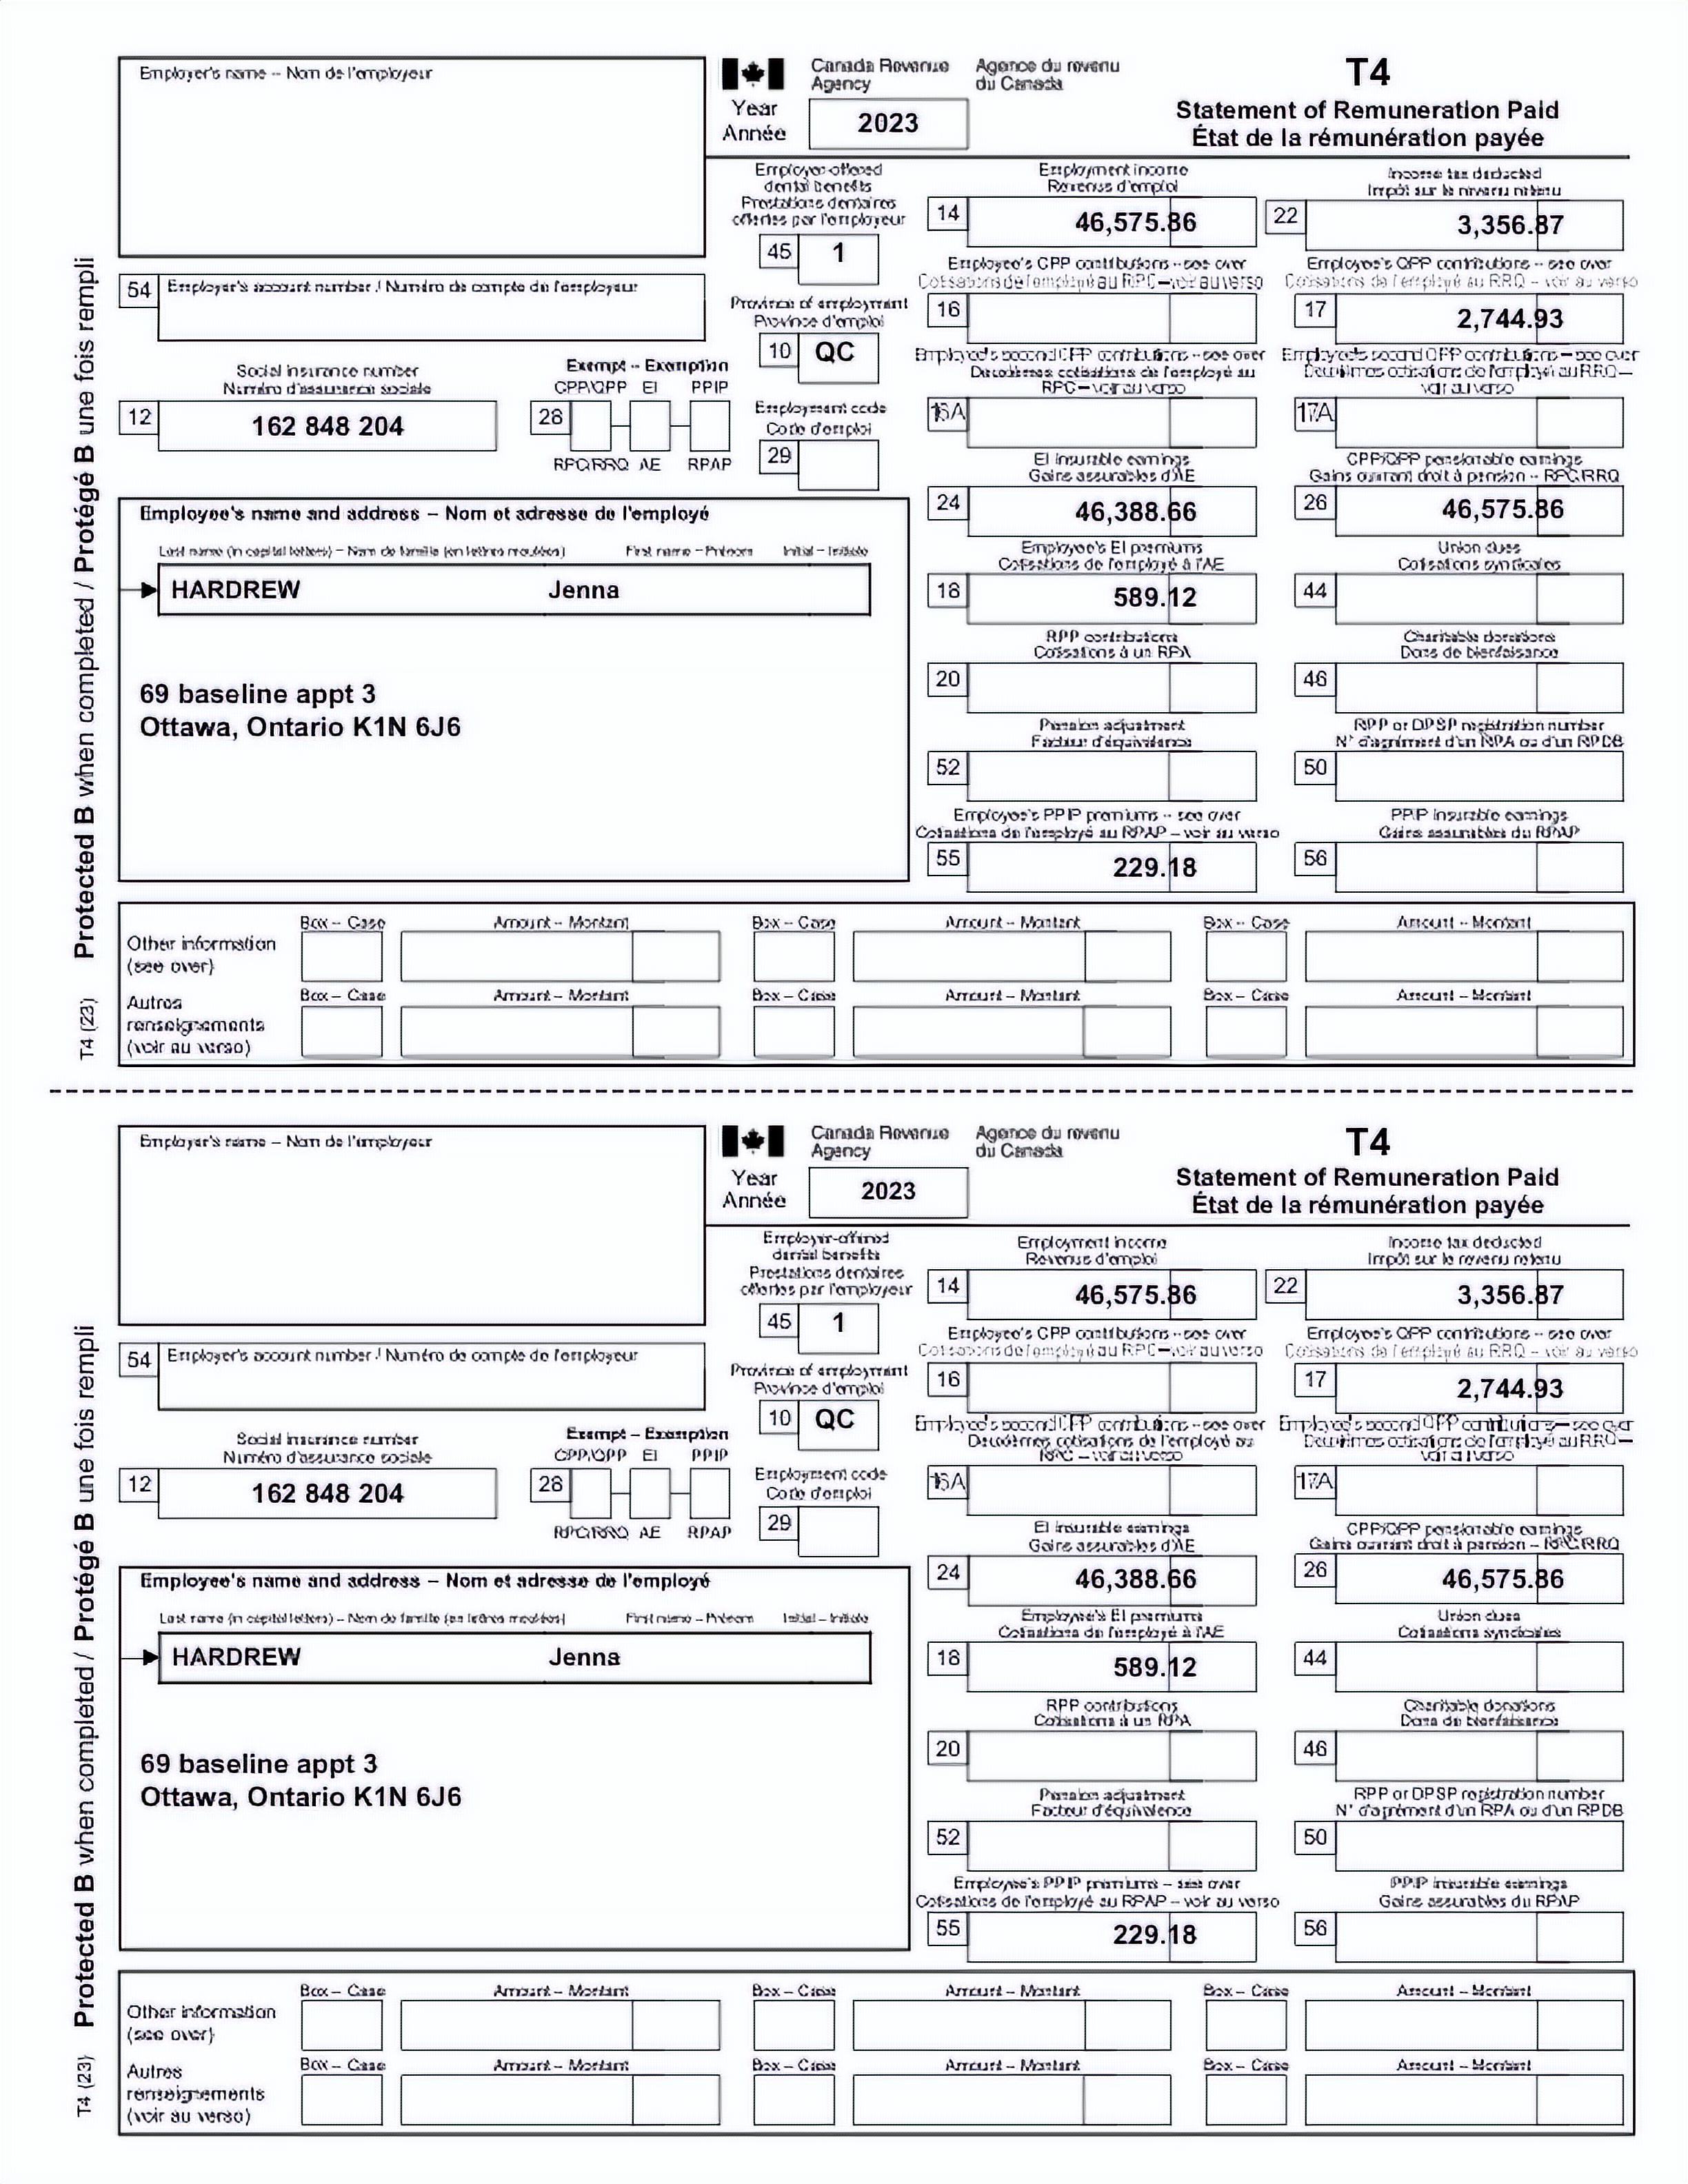 Employer's name – Nom de l'employeur
Canada Revenue Agency
Agence du revenu du Canada
T4
Year
Année
2023
Statement of Remuneration Paid
État de la rémunération payée
Employer-offered dental benefits
Prestations dentaires offertes par l'employeur
45 1
Employment income
Revenus d'emploi
14 46,575.86
Income tax deducted
Impôt sur le revenu retenu
22 3,356.87
54 Employer's account number / Numéro de compte de l'employeur
Province of employment
Province d'emploi
10 QC
Employee's CPP contributions – see over
Cotisations de l'employé au RPC – voir au verso
16
Employee's QPP contributions – see over
Cotisations de l'employé au RRQ – voir au verso
17 2,744.93
Social insurance number
Numéro d'assurance sociale
12 162 848 204
Exempt – Exemption
CPP/QPP EI PPIP
28
RPC/RRQ AE RPAP
Employment code
Code d'emploi
29
Employee's second CPP contributions – see over
Deuxièmes cotisations de l'employé au RPC – voir au verso
16A
Employee's second QPP contributions – see over
Deuxièmes cotisations de l'employé au RRQ – voir au verso
17A
EI insurable earnings
Gains assurables d'AE
24 46,388.66
CPP/QPP pensionable earnings
Gains ouvrant droit à pension – RPC/RRQ
26 46,575.86
Employee's name and address – Nom et adresse de l'employé
Last name (in capital letters) – Nom de famille (en lettres moulées) First name – Prénom Initial – Initiale
HARDREW Jenna
69 baseline appt 3
Ottawa, Ontario K1N 6J6
Employee's EI premiums
Cotisations de l'employé à l'AE
18 589.12
Union dues
Cotisations syndicales
44
RPP contributions
Cotisations à un RPA
20
Charitable donations
Dons de bienfaisance
46
Pension adjustment
Facteur d'équivalence
52
RPP or DPSP registration number
N° d'agrément d'un RPA ou d'un RPDB
50
Employee's PPIP premiums – see over
Cotisations de l'employé au RPAP – voir au verso
55 229.18
PPIP insurable earnings
Gains assurables du RPAP
56
Other information
(see over)
Box – Case Amount – Montant Box – Case Amount – Montant Box – Case Amount – Montant
Autres
renseignements
(voir au verso)
Box – Case Amount – Montant Box – Case Amount – Montant Box – Case Amount – Montant
Protected B when completed / Protégé B une fois rempli
T4 (23)
Employer's name – Nom de l'employeur
Canada Revenue Agency
Agence du revenu du Canada
T4
Year
Année
2023
Statement of Remuneration Paid
État de la rémunération payée
Employer-offered dental benefits
Prestations dentaires offertes par l'employeur
45 1
Employment income
Revenus d'emploi
14 46,575.86
Income tax deducted
Impôt sur le revenu retenu
22 3,356.87
54 Employer's account number / Numéro de compte de l'employeur
Province of employment
Province d'emploi
10 QC
Employee's CPP contributions – see over
Cotisations de l'employé au RPC – voir au verso
16
Employee's QPP contributions – see over
Cotisations de l'employé au RRQ – voir au verso
17 2,744.93
Social insurance number
Numéro d'assurance sociale
12 162 848 204
Exempt – Exemption
CPP/QPP EI PPIP
28
RPC/RRQ AE RPAP
Employment code
Code d'emploi
29
Employee's second CPP contributions – see over
Deuxièmes cotisations de l'employé au RPC – voir au verso
16A
Employee's second QPP contributions – see over
Deuxièmes cotisations de l'employé au RRQ – voir au verso
17A
EI insurable earnings
Gains assurables d'AE
24 46,388.66
CPP/QPP pensionable earnings
Gains ouvrant droit à pension – RPC/RRQ
26 46,575.86
Employee's name and address – Nom et adresse de l'employé
Last name (in capital letters) – Nom de famille (en lettres moulées) First name – Prénom Initial – Initiale
HARDREW Jenna
69 baseline appt 3
Ottawa, Ontario K1N 6J6
Employee's EI premiums
Cotisations de l'employé à l'AE
18 589.12
Union dues
Cotisations syndicales
44
RPP contributions
Cotisations à un RPA
20
Charitable donations
Dons de bienfaisance
46
Pension adjustment
Facteur d'équivalence
52
RPP or DPSP registration number
N° d'agrément d'un RPA ou d'un RPDB
50
Employee's PPIP premiums – see over
Cotisations de l'employé au RPAP – voir au verso
55 229.18
PPIP insurable earnings
Gains assurables du RPAP
56
Other information
(see over)
Box – Case Amount – Montant Box – Case Amount – Montant Box – Case Amount – Montant
Autres
renseignements
(voir au verso)
Box – Case Amount – Montant Box – Case Amount – Montant Box – Case Amount – Montant
Protected B when completed / Protégé B une fois rempli
T4 (23)